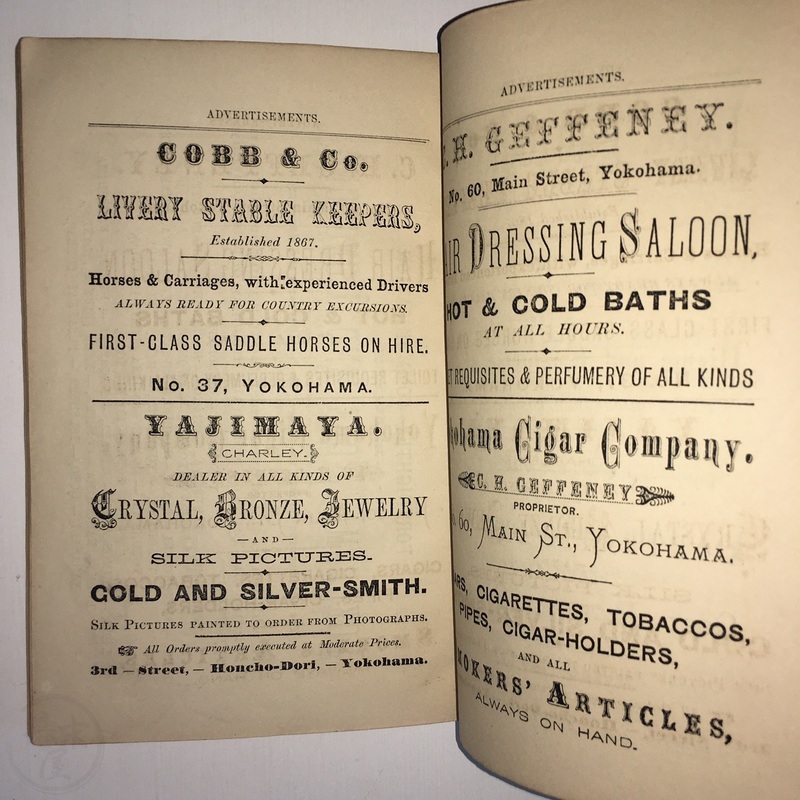 ADVERTISEMENTS.
COBB & Co.
LIVERY STABLE KEEPERS,
Established 1867.
Horses & Carriages, with experienced Drivers
ALWAYS READY FOR COUNTRY EXCURSIONS.
FIRST-CLASS SADDLE HORSES ON HIRE.
No. 37, YOKOHAMA.
YAJIMAYA.
CHARLEY.
DEALER IN ALL KINDS OF
CRYSTAL, BRONZE, JEWELRY
—AND—
SILK PICTURES.
GOLD AND SILVER-SMITH.
SILK PICTURES PAINTED TO ORDER FROM PHOTOGRAPHS.
All Orders promptly executed at Moderate Prices.
3rd — Street, — Honcho-Dori, — Yokohama.
ADVERTISEMENTS.
C. H. GEFFENEY.
No. 60, Main Street, Yokohama.
DRESSING SALOON,
HOT & COLD BATHS
AT ALL HOURS.
REQUISITES & PERFUMERY OF ALL KINDS
Cigar Company.
C. H. GEFFENEY
PROPRIETOR.
60, MAIN ST., YOKOHAMA.
CIGARETTES, TOBACCOS,
PIPES, CIGAR-HOLDERS,
AND ALL
SMOKERS' ARTICLES,
ALWAYS ON HAND.